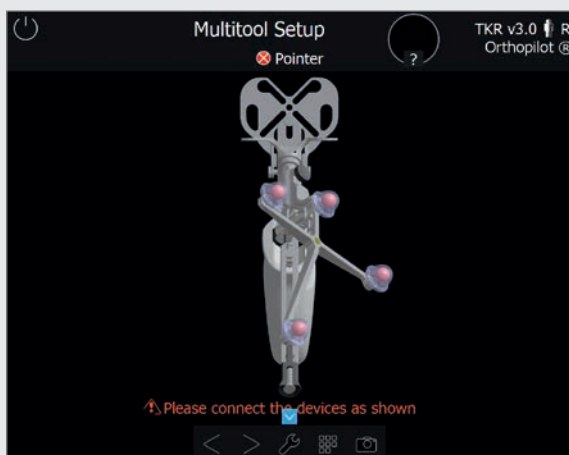 Multitool Setup
TKR v3.0 R
Orthopilot ®
Pointer
?
Please connect the devices as shown